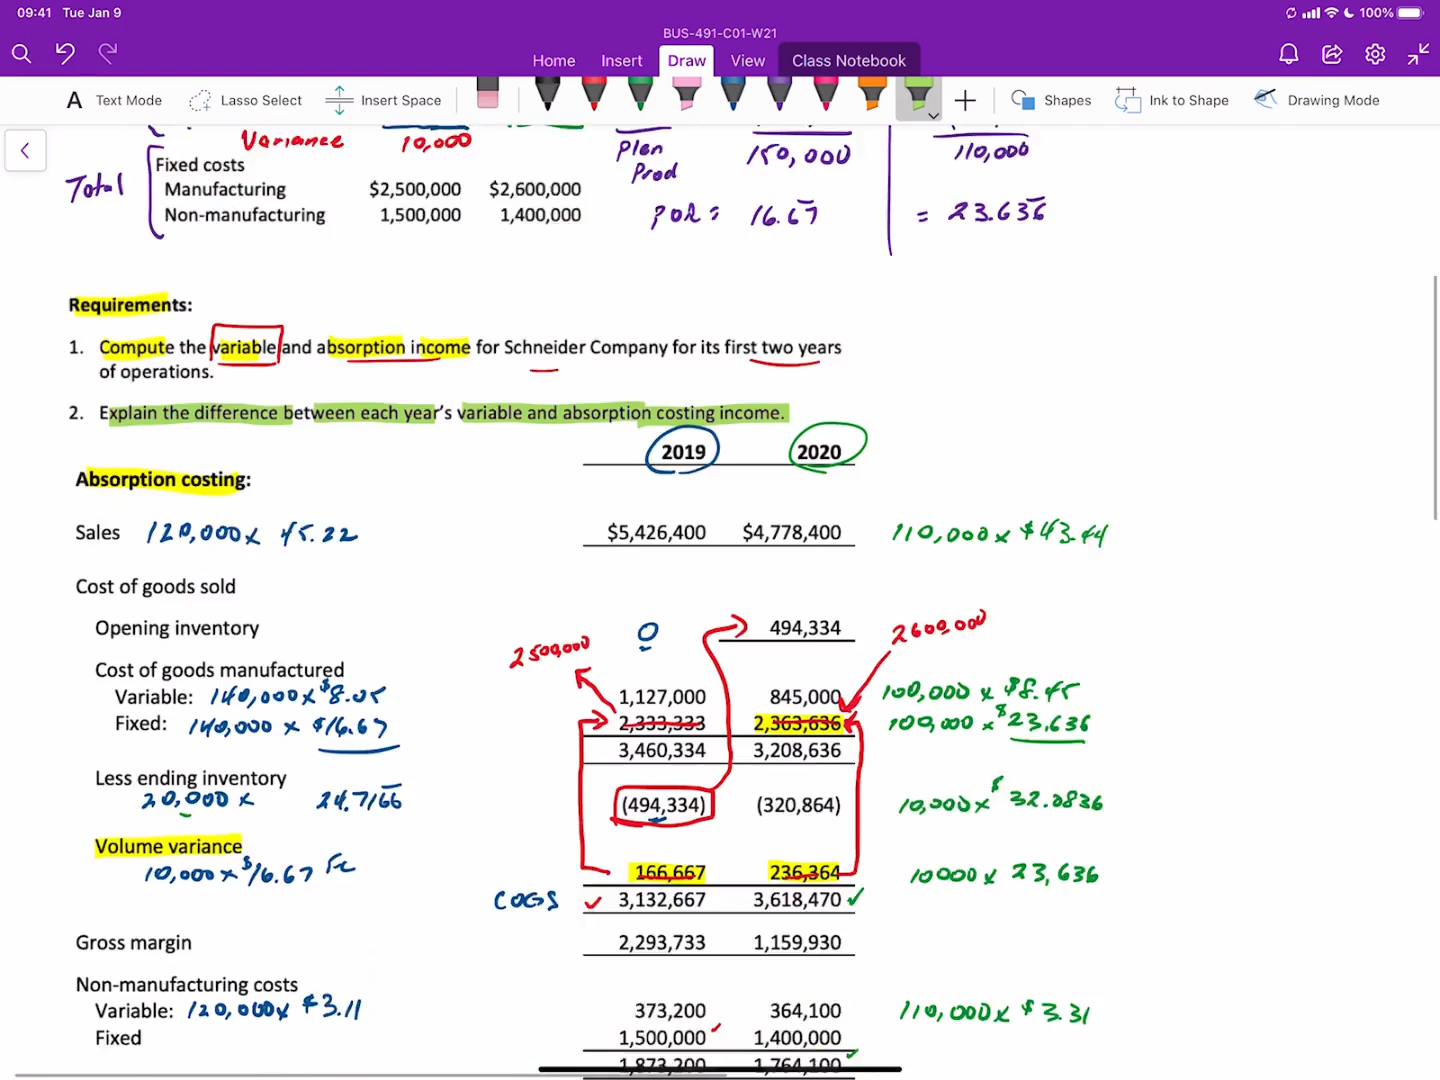 09:41 Tue Jan 9 100%
BUS-491-C01-W21
Home Insert Draw View Class Notebook
A Text Mode Lasso Select Insert Space Shapes Ink to Shape Drawing Mode
Variance 10,000 Plan Prod 150,000 110,000
Total
Fixed costs
Manufacturing $2,500,000 $2,600,000
Non-manufacturing 1,500,000 1,400,000 POR = 16.67 = 23.636
Requirements:
1. Compute the variable and absorption income for Schneider Company for its first two years
of operations.
2. Explain the difference between each year's variable and absorption costing income.
2019 2020
Absorption costing:
Sales 120,000 x 45.22 $5,426,400 $4,778,400 110,000 x $43.44
Cost of goods sold
Opening inventory 0 494,334 2600,000
2500,000
Cost of goods manufactured
Variable: 140,000 x $8.05 1,127,000 845,000 100,000 x $8.45
Fixed: 140,000 x $16.67 2,333,333 2,363,636 100,000 x $23,636
3,460,334 3,208,636
Less ending inventory
20,000 x 24.7166 (494,334) (320,864) 10,000 x $32.0836
Volume variance
10,000 x $16.67 166,667 236,364 10000 x 23,636
COGS 3,132,667 3,618,470
Gross margin 2,293,733 1,159,930
Non-manufacturing costs
Variable: 120,000 x $3.11 373,200 364,100 110,000 x $3.31
Fixed 1,500,000 1,400,000
1,873,200 1,764,100